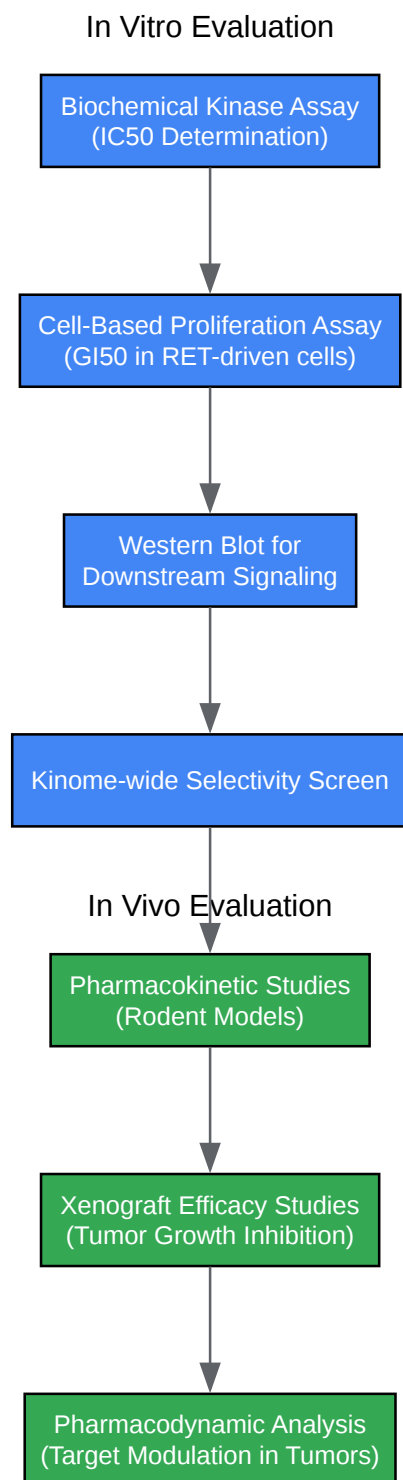 In Vitro Evaluation
Biochemical Kinase Assay
(IC50 Determination)
Cell-Based Proliferation Assay
(GI50 in RET-driven cells)
Western Blot for
Downstream Signaling
Kinome-wide Selectivity Screen
In Vivo Evaluation
Pharmacokinetic Studies
(Rodent Models)
Xenograft Efficacy Studies
(Tumor Growth Inhibition)
Pharmacodynamic Analysis
(Target Modulation in Tumors)